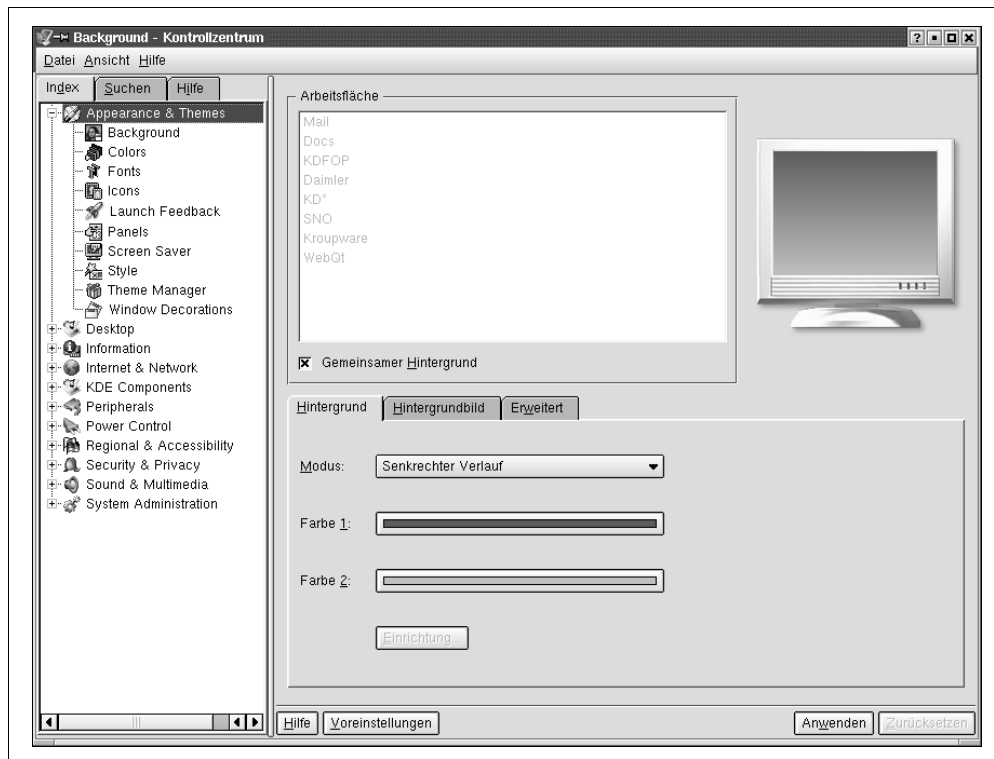 Background - Kontrollzentrum
Datei Ansicht Hilfe
Index Suchen Hilfe
Appearance & Themes
Background
Colors
Fonts
Icons
Launch Feedback
Panels
Screen Saver
Style
Theme Manager
Window Decorations
Desktop
Information
Internet & Network
KDE Components
Peripherals
Power Control
Regional & Accessibility
Security & Privacy
Sound & Multimedia
System Administration
Arbeitsfläche
Mail
Docs
KDFOP
Daimler
KD"
SNO
Kroupware
WebQt
Gemeinsamer Hintergrund
Hintergrund Hintergrundbild Erweitert
Modus: Senkrechter Verlauf
Farbe 1:
Farbe 2:
Einrichtung...
Hilfe Voreinstellungen Anwenden Zurücksetzen